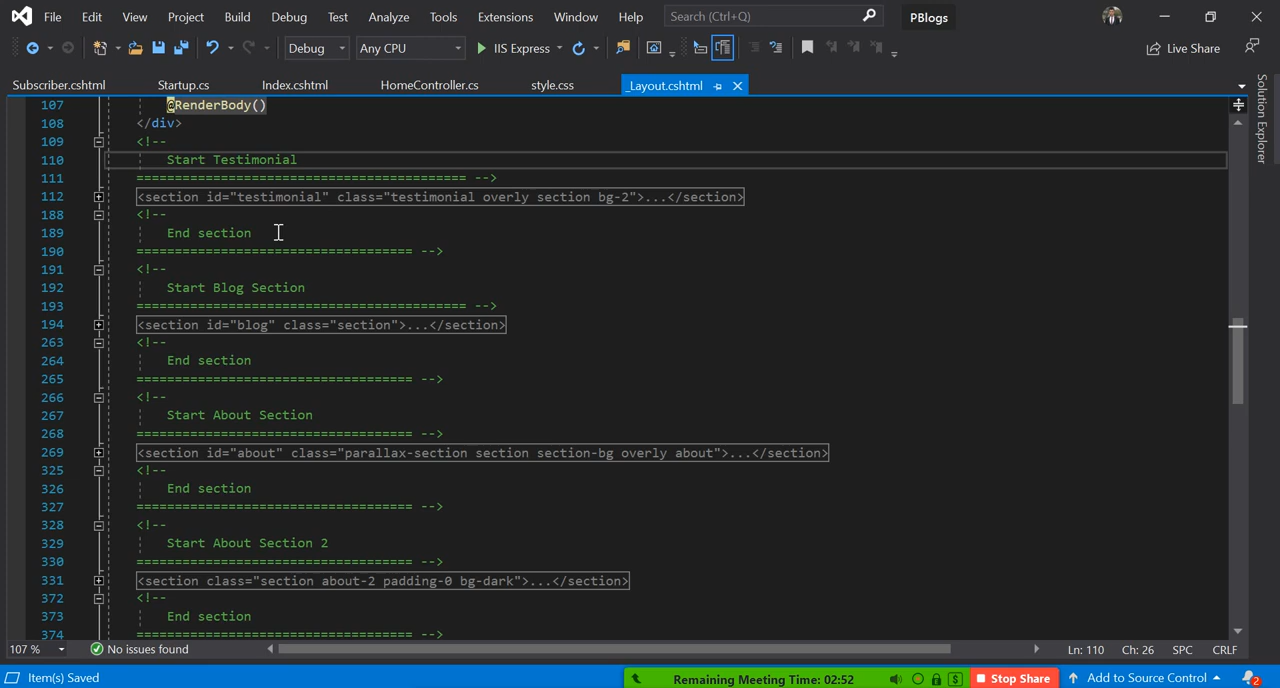 File Edit View Project Build Debug Test Analyze Tools Extensions Window Help Search (Ctrl+Q) PBlogs
Debug Any CPU IIS Express Live Share
Subscriber.cshtml Startup.cs Index.cshtml HomeController.cs style.css _Layout.cshtml
Solution Explorer
107 @RenderBody()
108 </div>
109 <!--
110 Start Testimonial
111 =========================================== -->
112 <section id="testimonial" class="testimonial overly section bg-2">...</section>
188 <!--
189 End section
190 ==================================== -->
191 <!--
192 Start Blog Section
193 =========================================== -->
194 <section id="blog" class="section">...</section>
263 <!--
264 End section
265 ==================================== -->
266 <!--
267 Start About Section
268 ==================================== -->
269 <section id="about" class="parallax-section section section-bg overly about">...</section>
325 <!--
326 End section
327 ==================================== -->
328 <!--
329 Start About Section 2
330 ==================================== -->
331 <section class="section about-2 padding-0 bg-dark">...</section>
372 <!--
373 End section
374 ==================================== -->
107 % No issues found Ln: 110 Ch: 26 SPC CRLF
Item(s) Saved Remaining Meeting Time: 02:52 Stop Share Add to Source Control 2